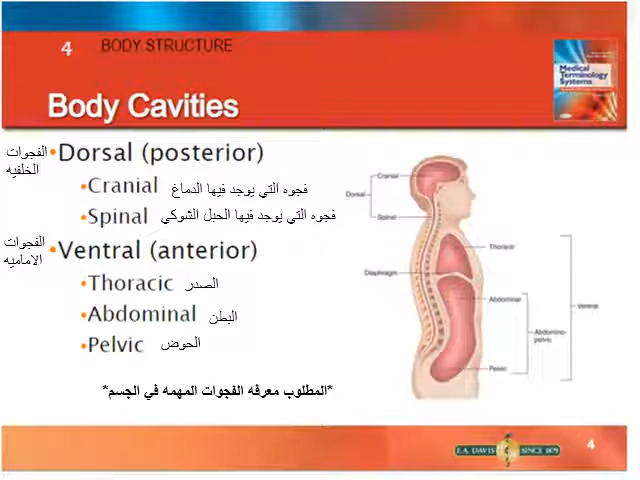 4 BODY STRUCTURE
Body Cavities
Medical
Terminology
Systems
الفجوات
الخلفيه
•Dorsal (posterior)
•Cranial فجوه التي يوجد فيها الدماغ
•Spinal فجوه التي يوجد فيها الحبل الشوكي
الفجوات
الاماميه
•Ventral (anterior)
•Thoracic الصدر
•Abdominal البطن
•Pelvic الحوض
*المطلوب معرفه الفجوات المهمه في الجسم*
Cranial
Dorsal
Spinal
Thoracic
Diaphragm
Abdominal
Ventral
Abdomino-
pelvic
Pelvic
F.A. DAVIS SINCE 1879
4